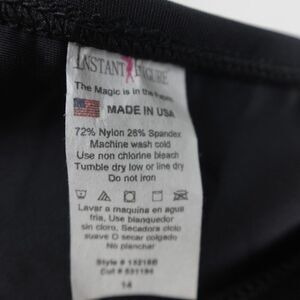 INSTANT FIGURE
The Magic is in the Fabric
MADE IN USA
72% Nylon 28% Spandex
Machine wash cold
Use non chlorine bleach
Tumble dry low or line dry
Do not iron
Lavar a maquina en agua
fria, Use blanqueador
sin cloro, Secadora ciclo
suave O secar colgado
No planchar
Style #
Cut #
14